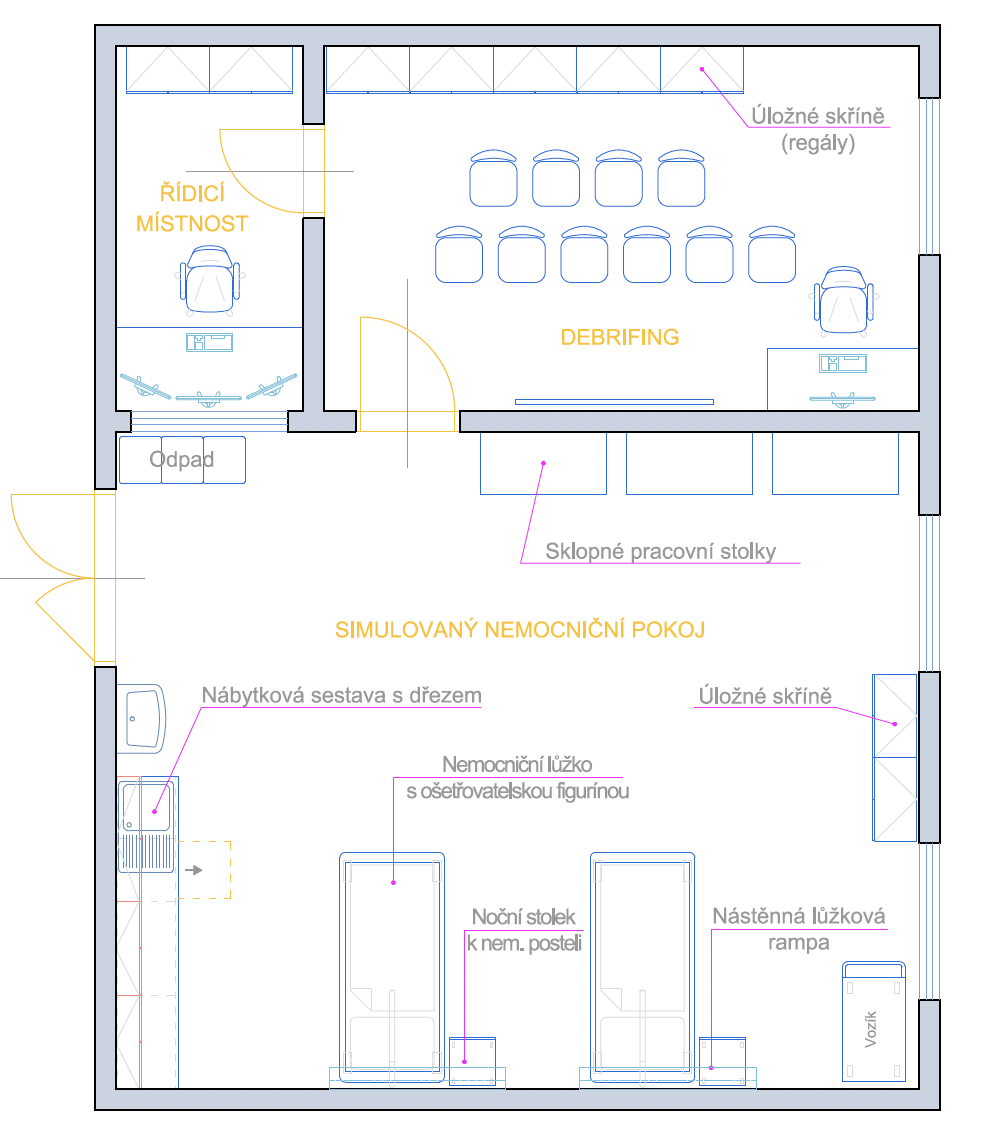 Úložné skříně
(regály)
ŘÍDICÍ
MÍSTNOST
DEBRIFING
Odpad
Sklopné pracovní stolky
SIMULOVANÝ NEMOCNIČNÍ POKOJ
Nábytková sestava s dřezem
Úložné skříně
Nemocniční lůžko
s ošetřovatelskou figurínou
Noční stolek
k nem. posteli
Nástěnná lůžková
rampa
Vozík